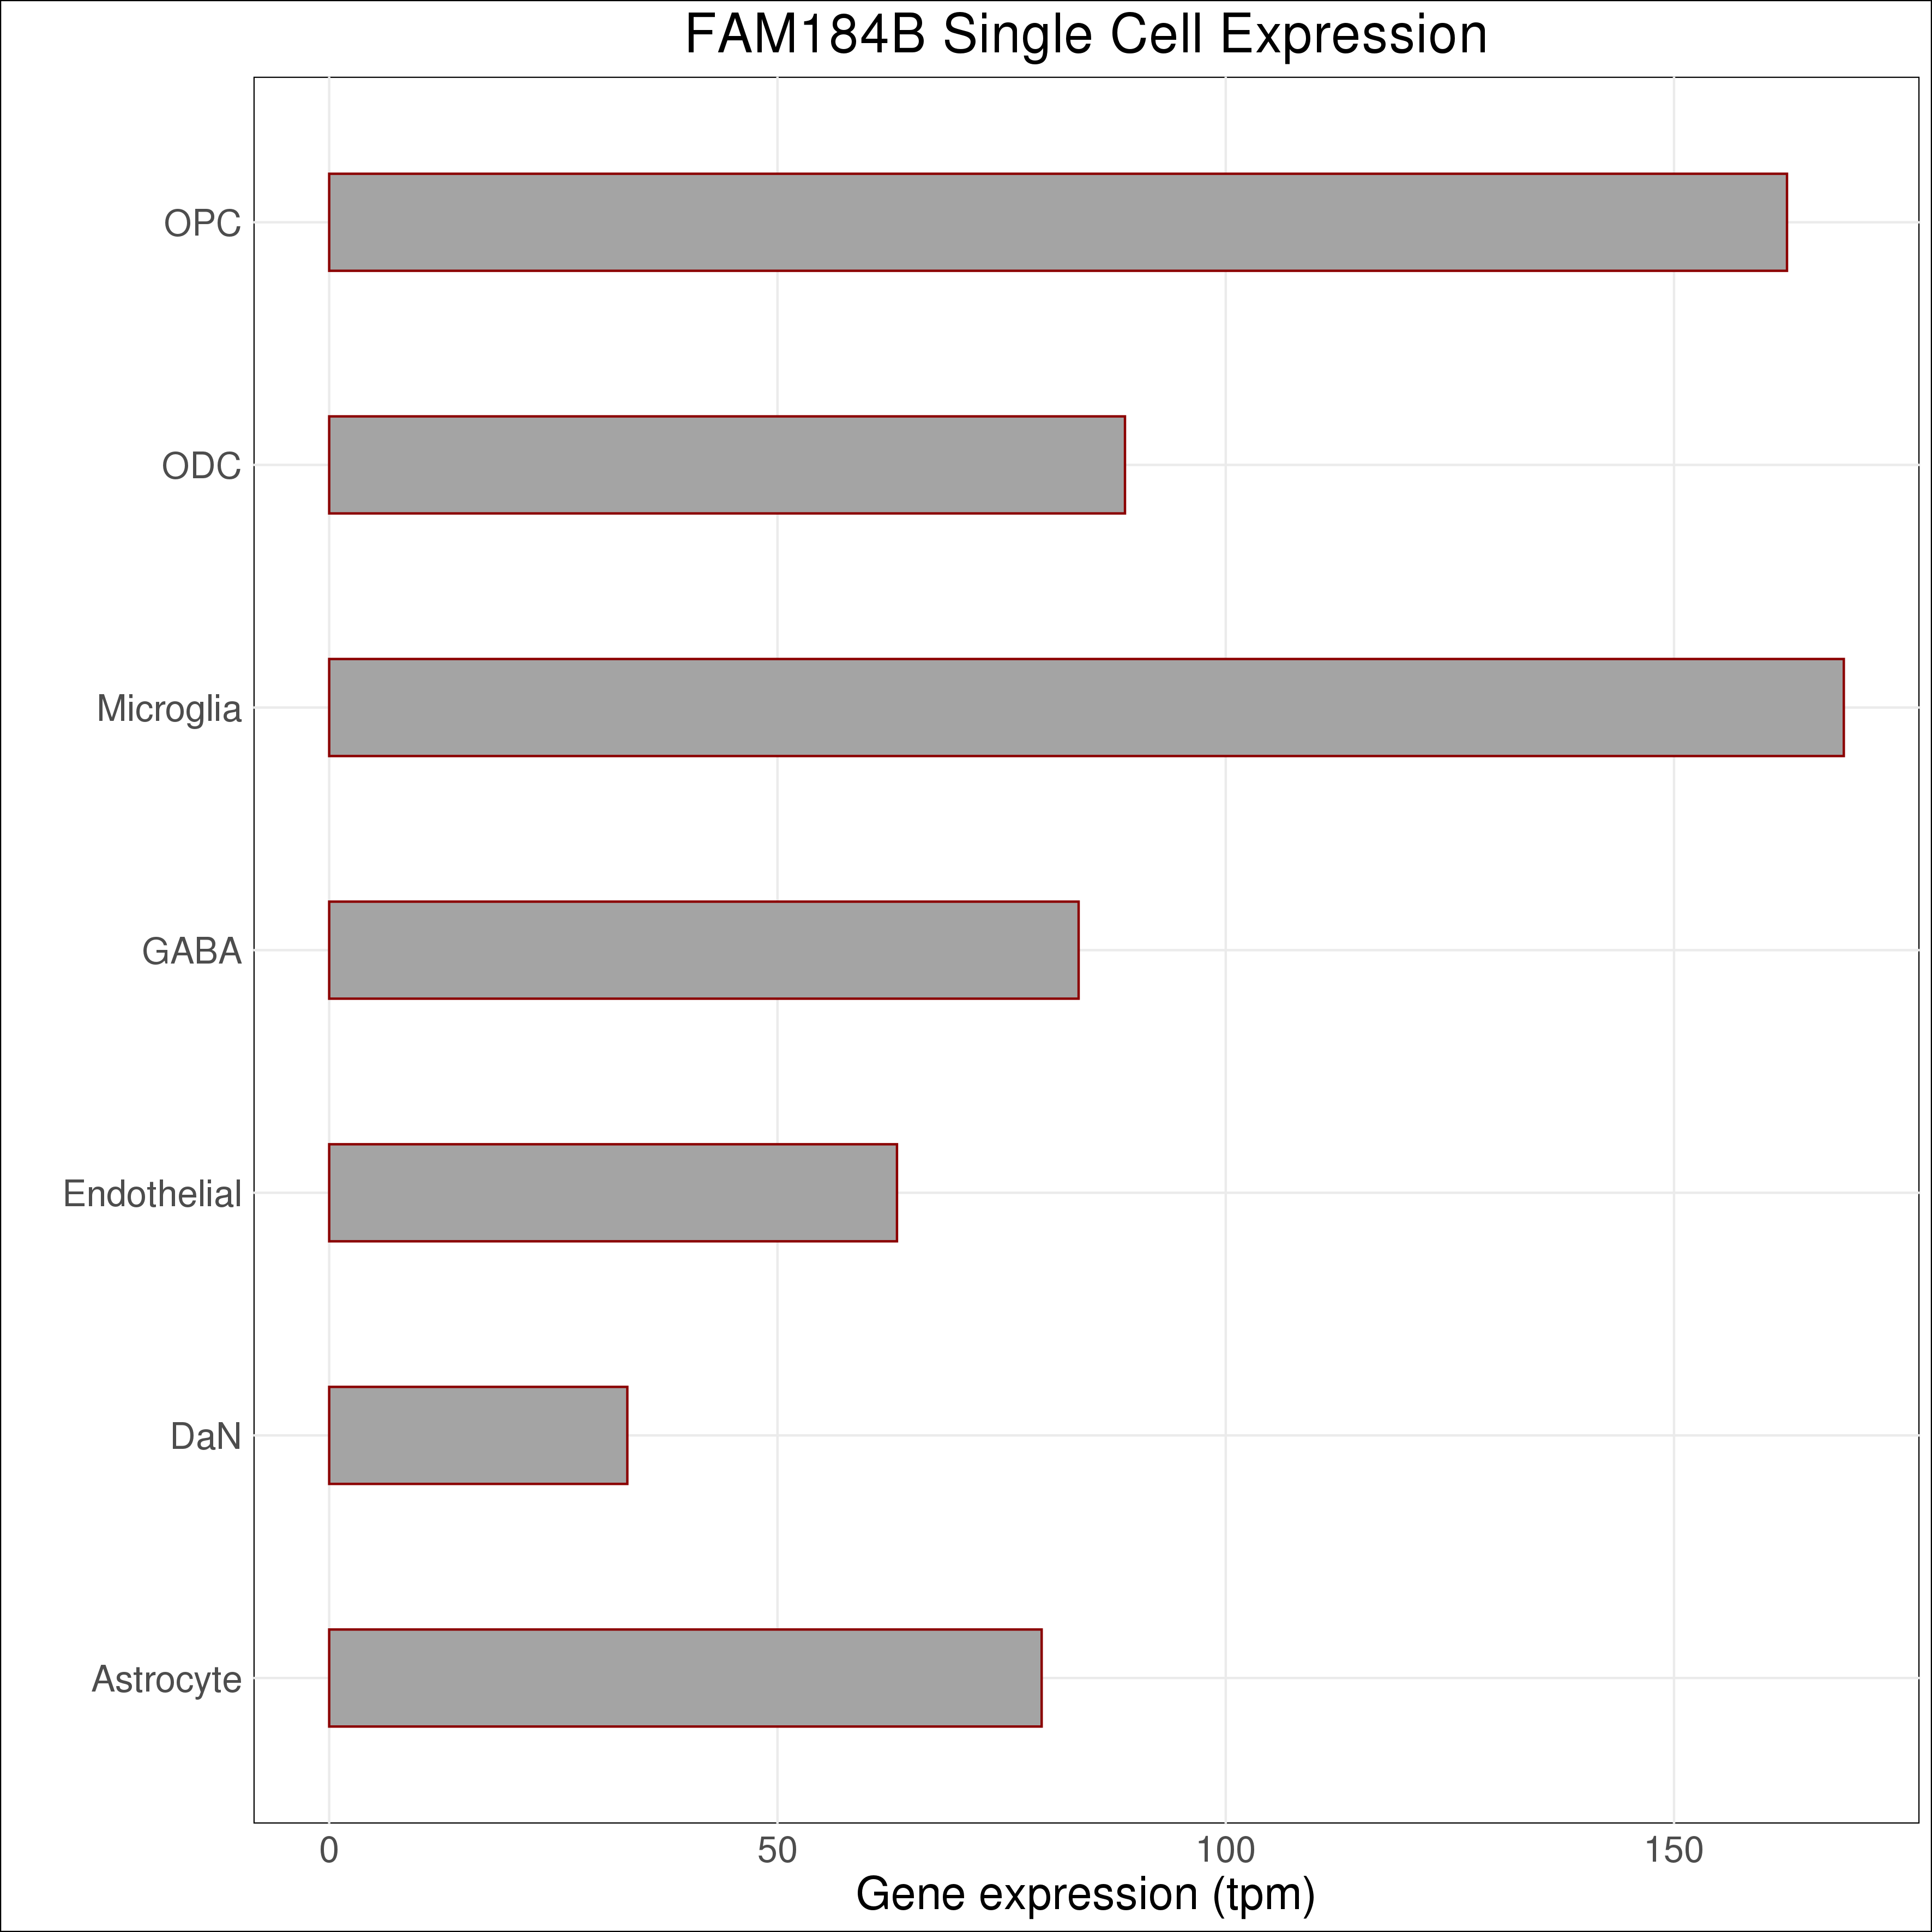 FAM184B Single Cell Expression
OPC
ODC
Microglia
GABA
Endothelial
DaN
Astrocyte
0 50 100 150
Gene expression (tpm)